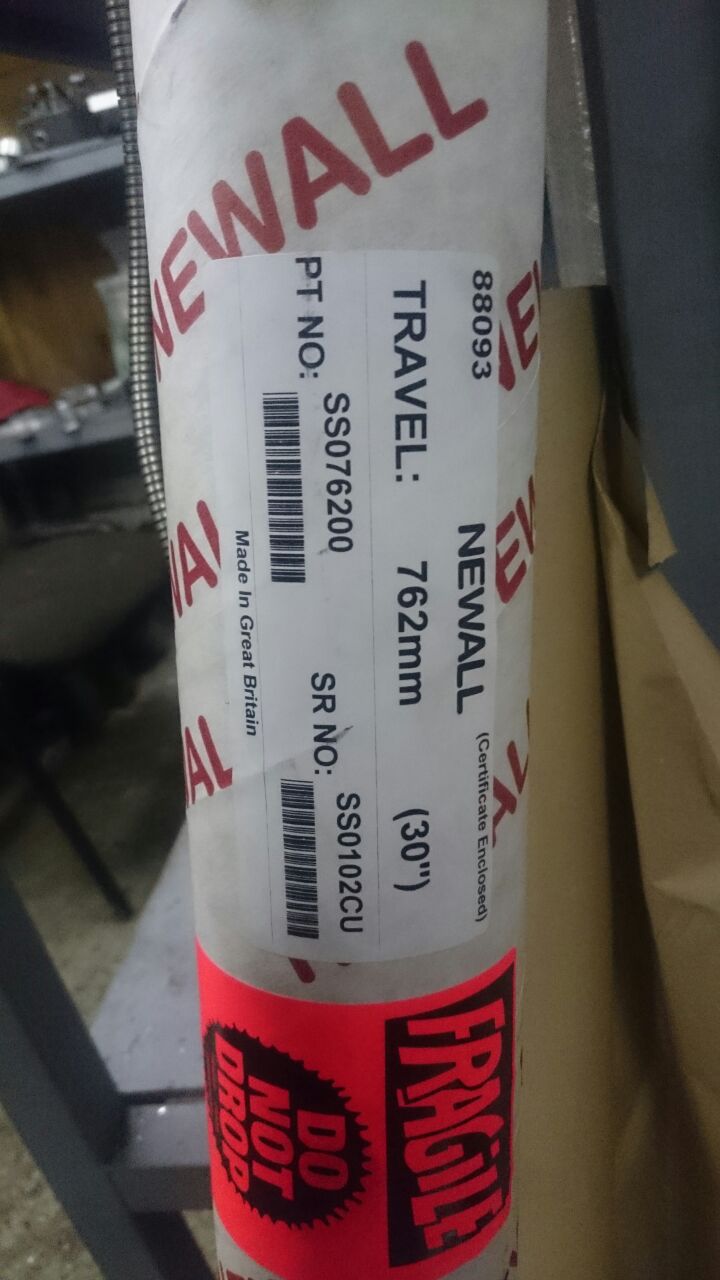 NEWALL
88093
NEWALL (Certificate Enclosed)
TRAVEL: 762mm (30")
PT NO: SS076200 SR NO: SS0102CU
Made In Great Britain
FRAGILE
DO
NOT
DROP